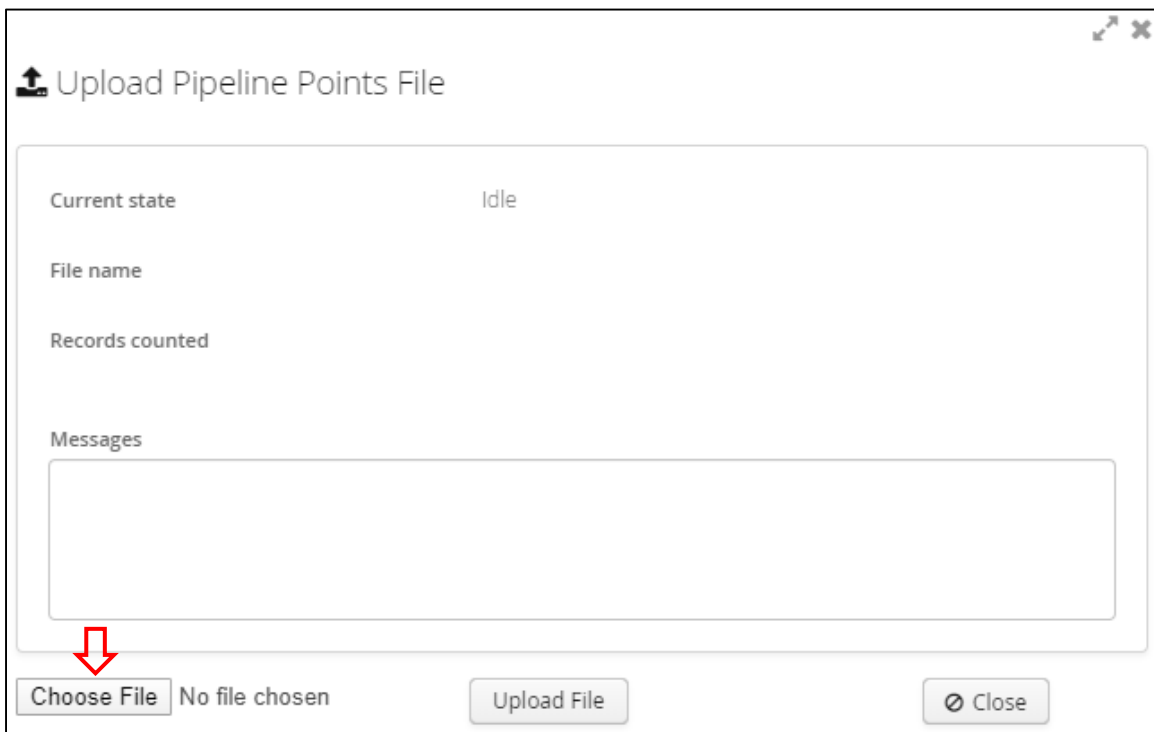 Upload Pipeline Points File
Current state Idle
File name
Records counted
Messages
Choose File No file chosen Upload File Close